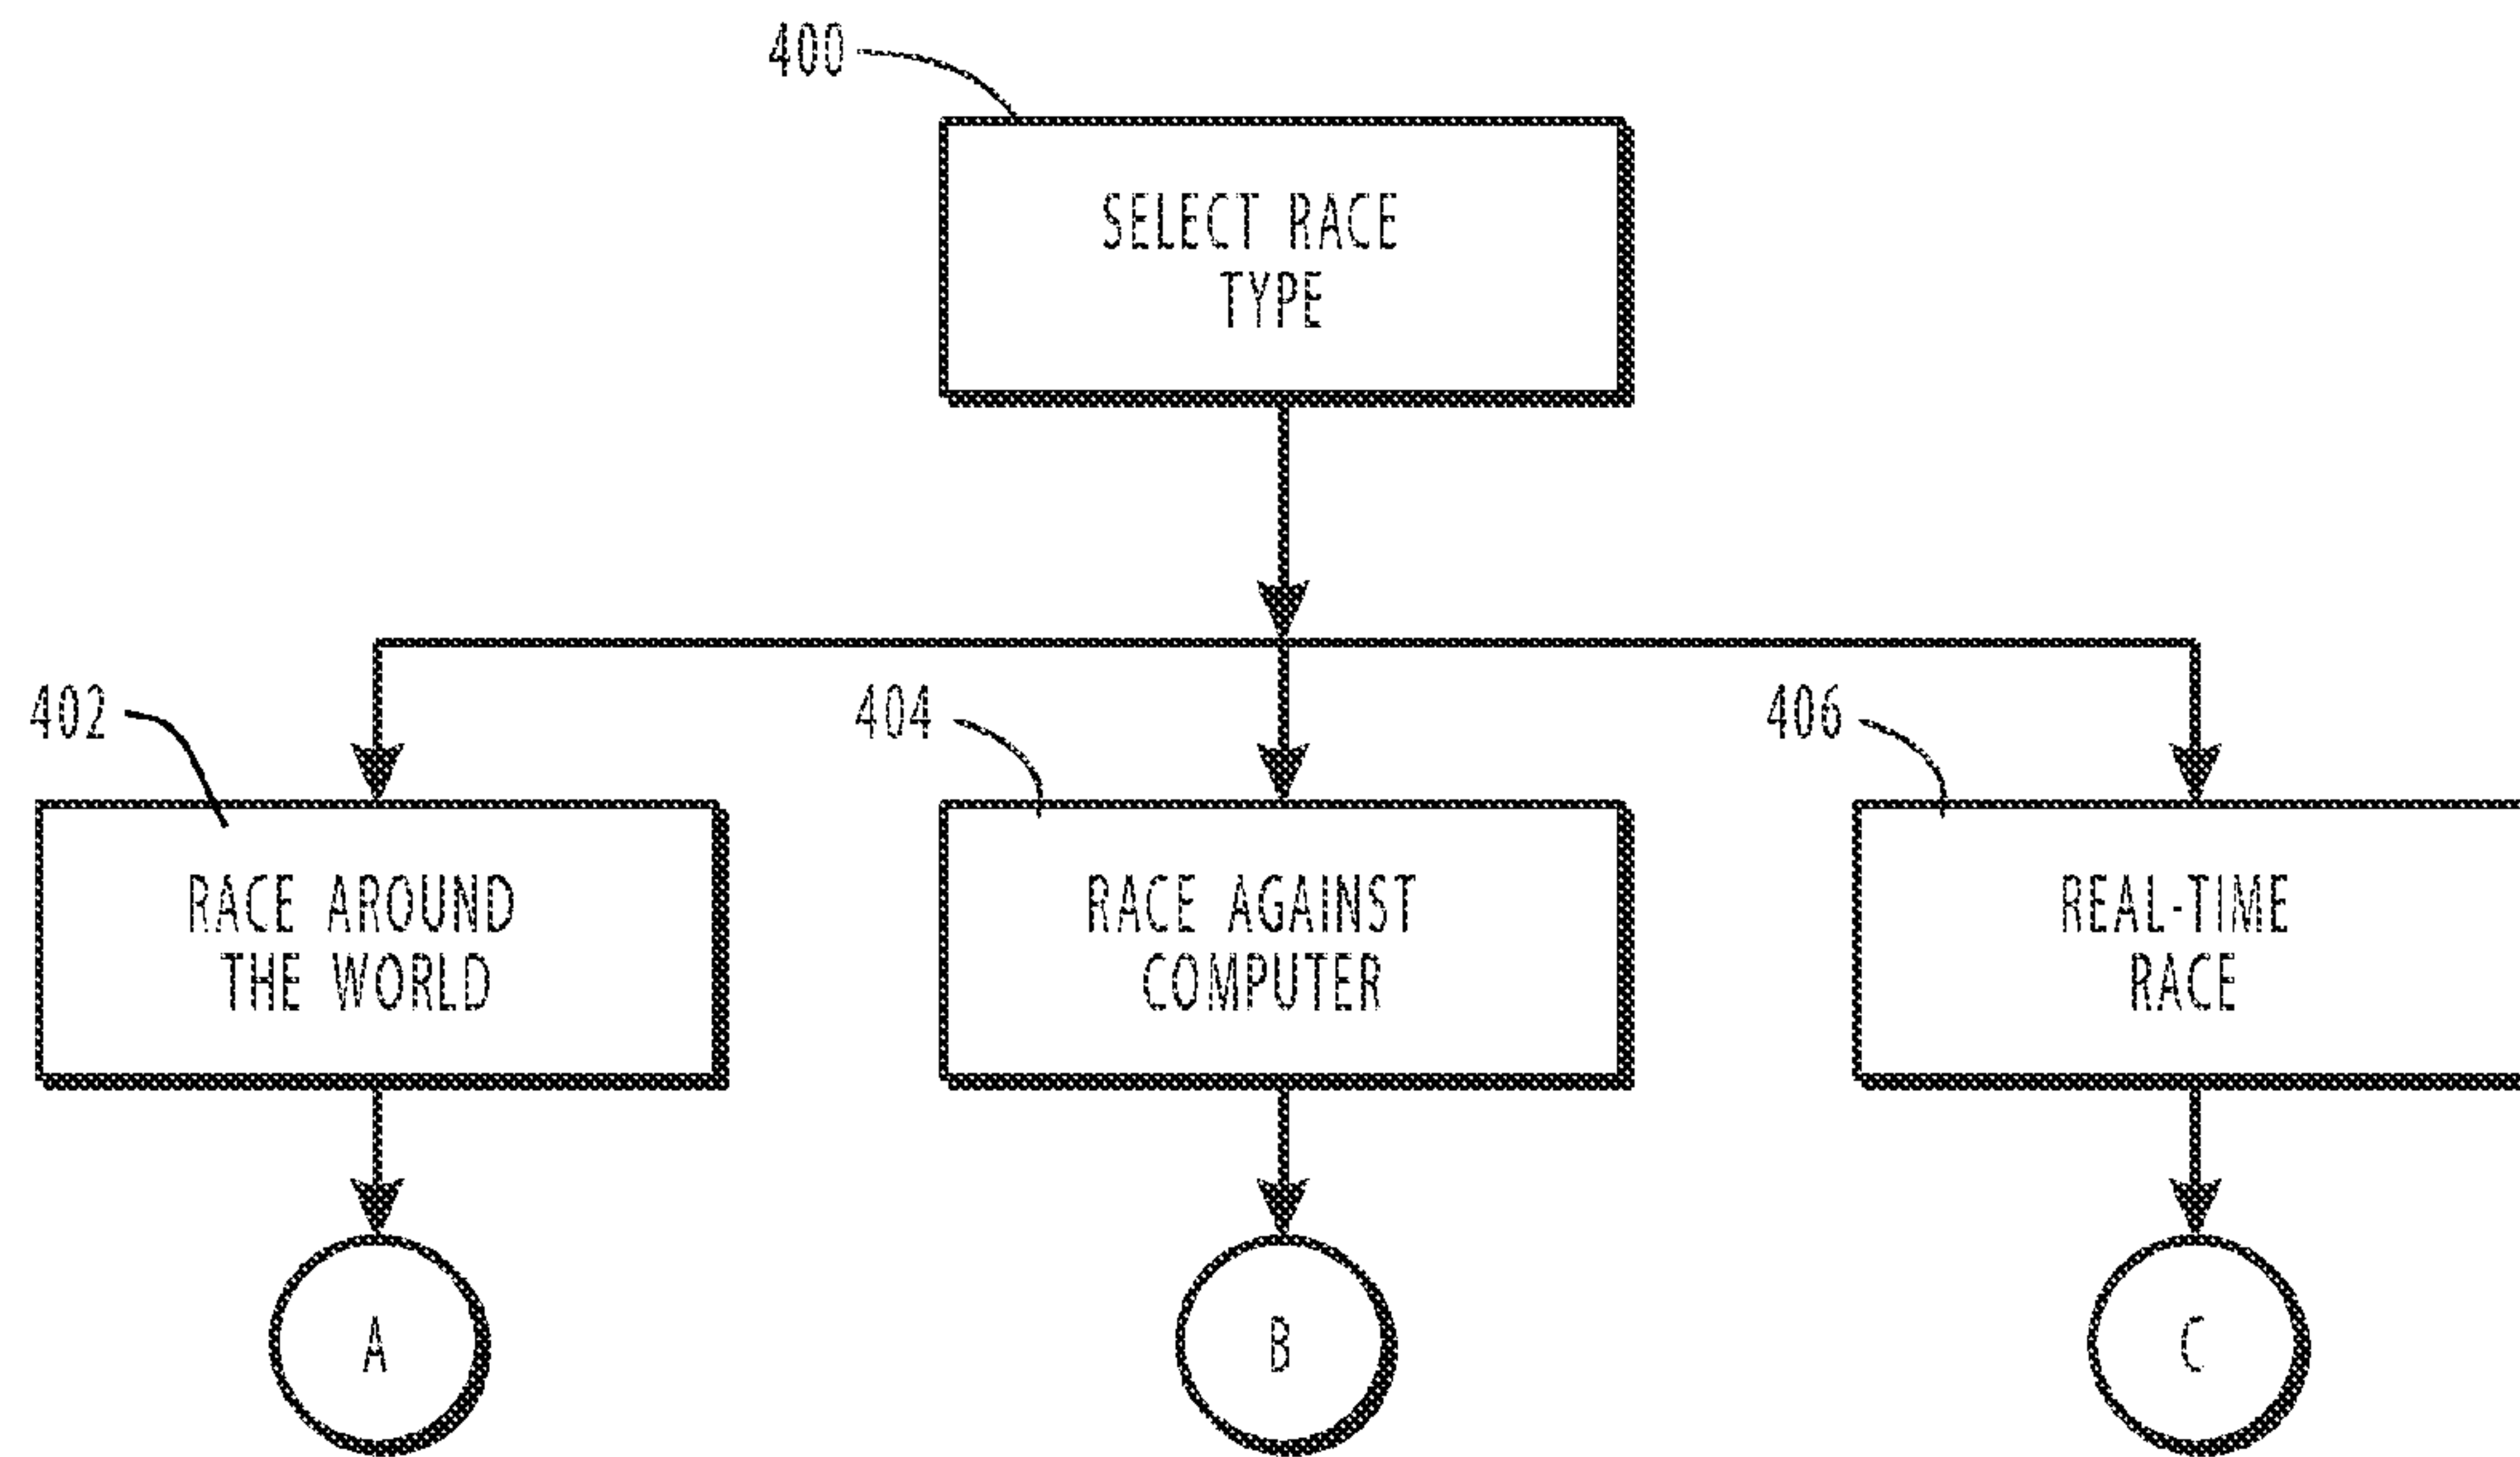 400
SELECT RACE
TYPE
402
404
406
RACE AROUND
THE WORLD
RACE AGAINST
COMPUTER
REAL-TIME
RACE
A
B
C